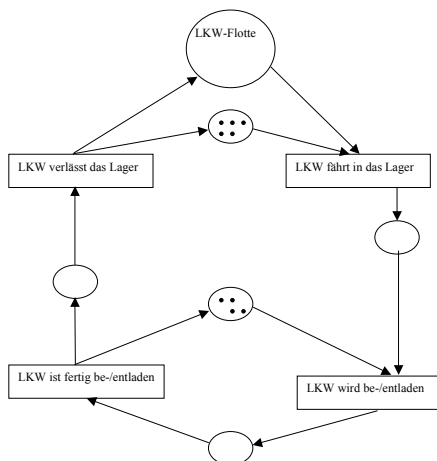 LKW-Flotte
LKW verlässt das Lager
LKW fährt in das Lager
LKW ist fertig be-/entladen
LKW wird be-/entladen